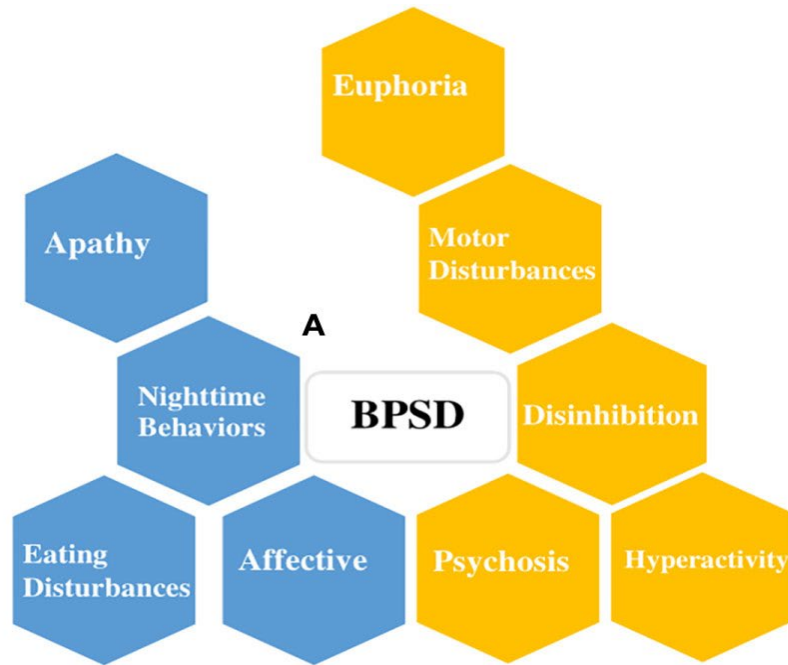 Euphoria
Apathy
Motor
Disturbances
A
Nighttime
Behaviors
BPSD
Disinhibition
Eating
Disturbances
Affective
Psychosis
Hyperactivity